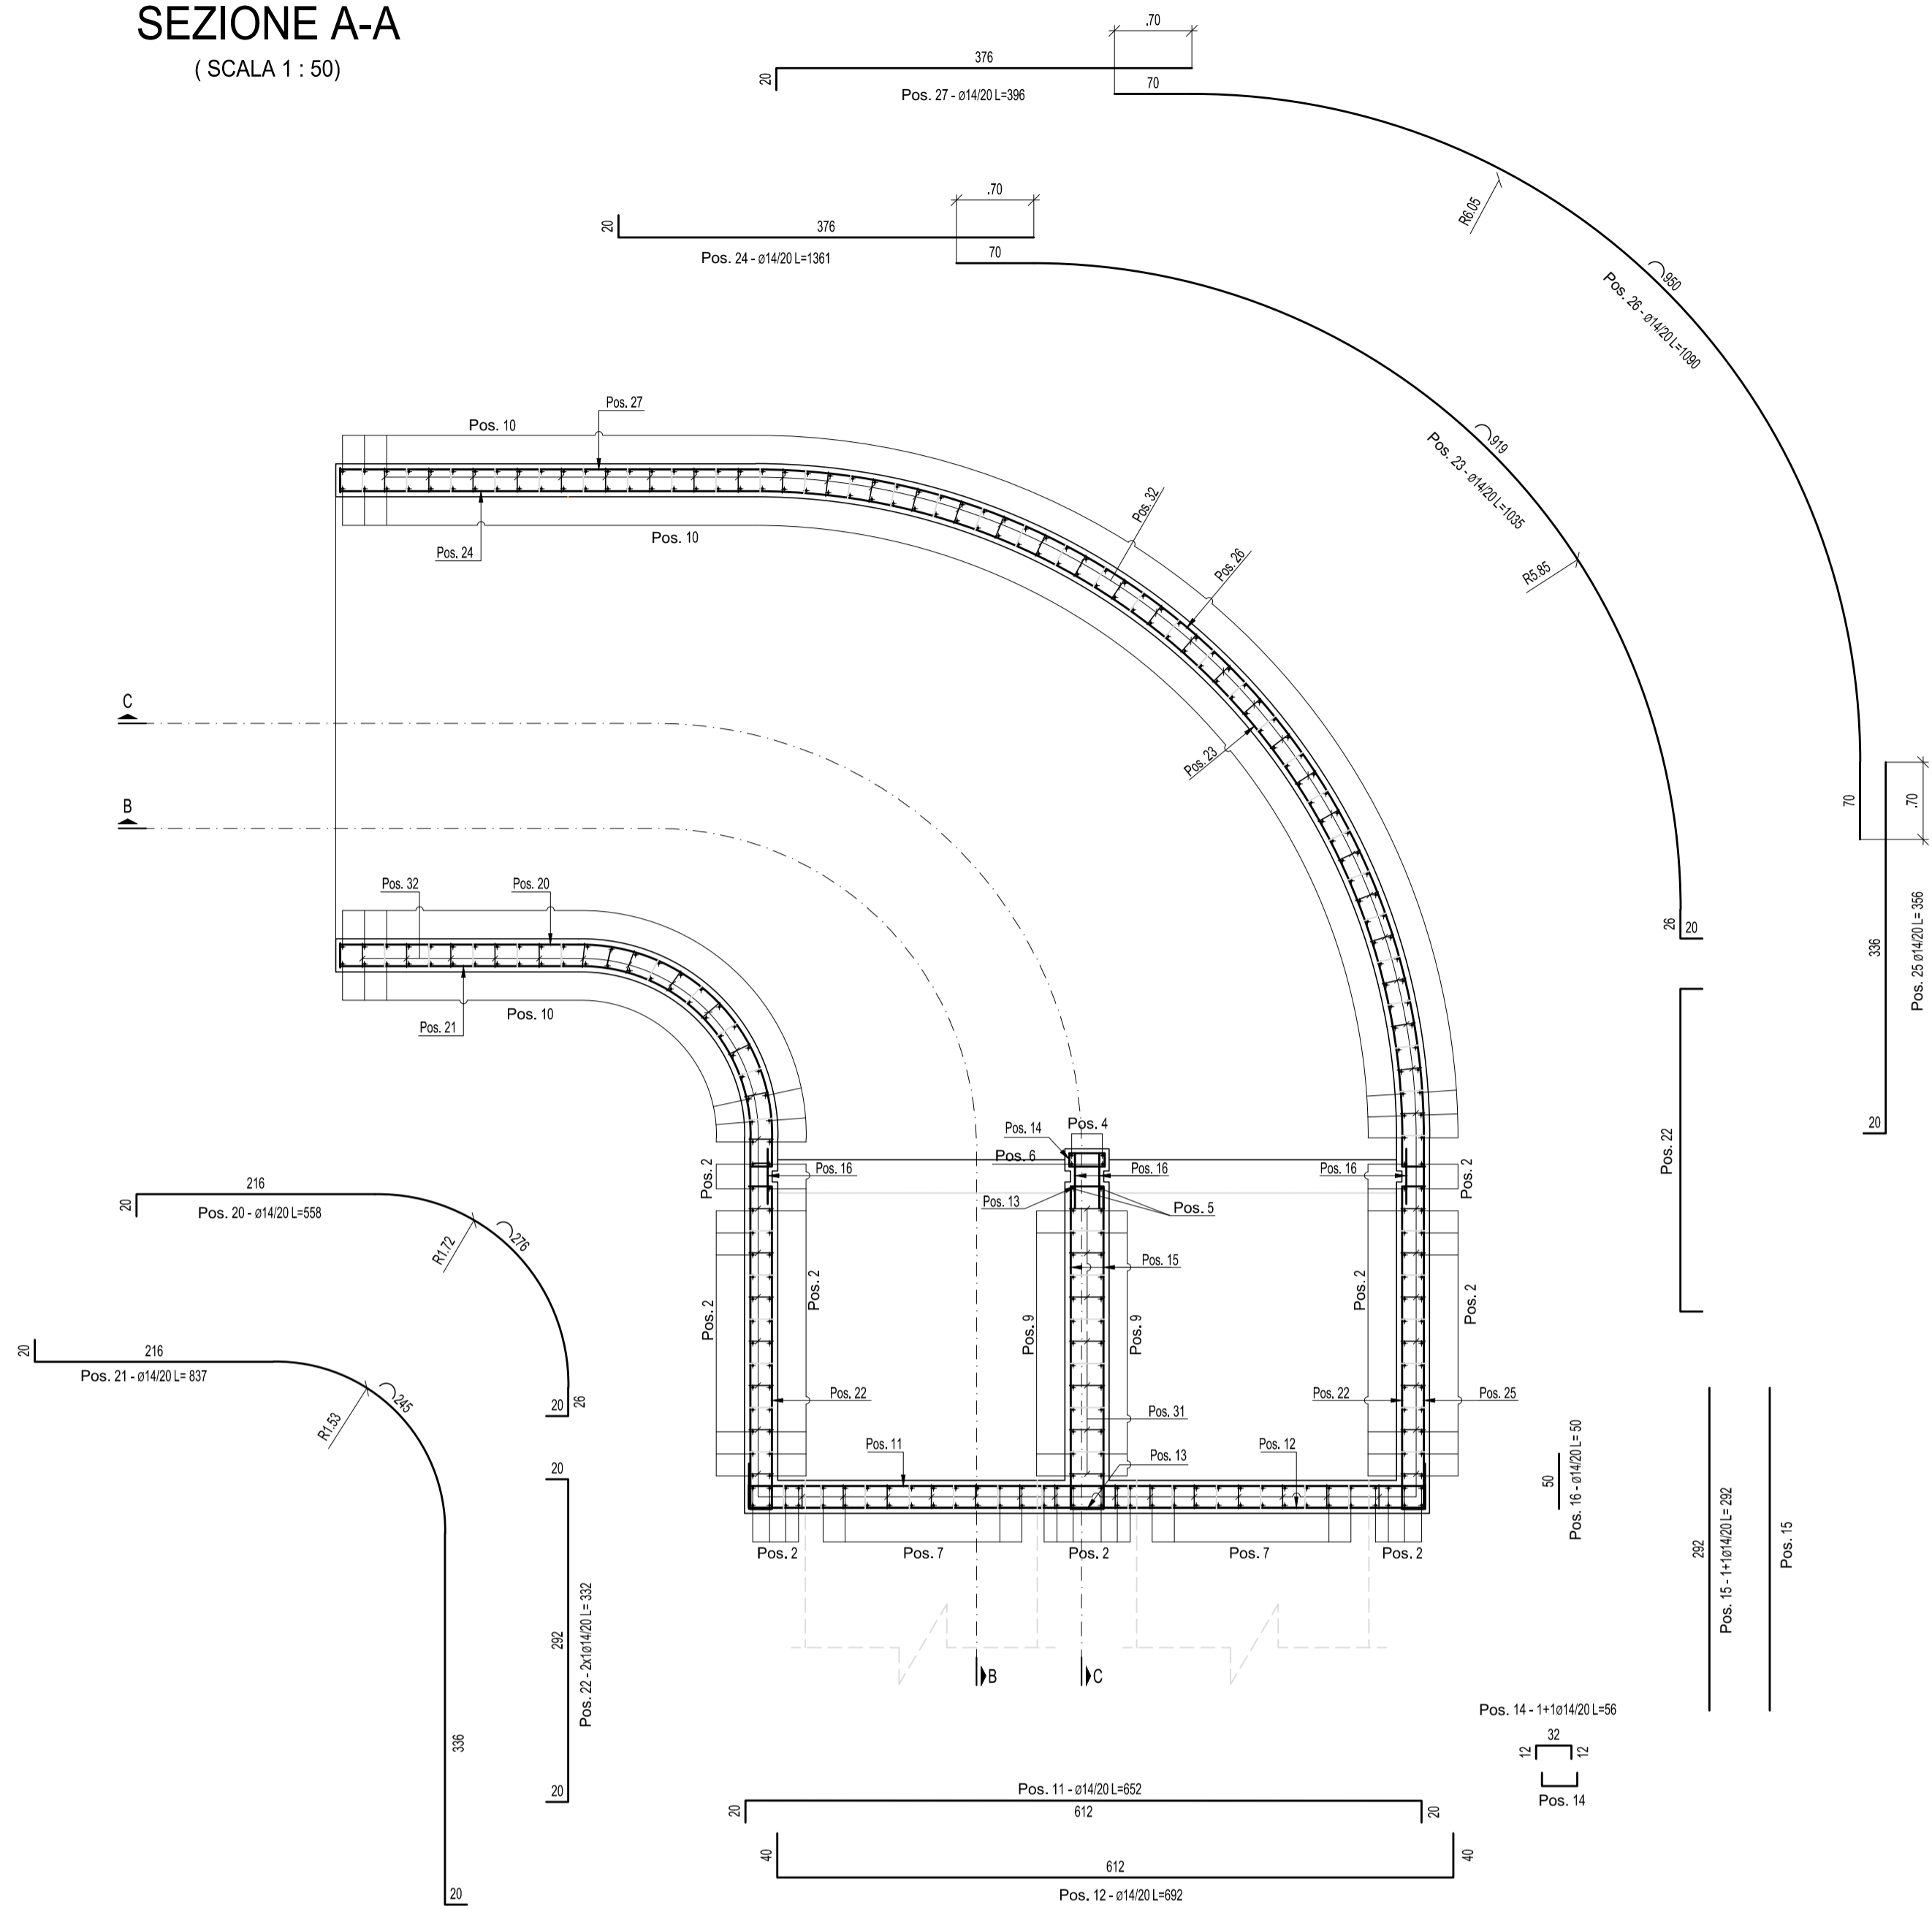 SEZIONE A-A
( SCALA 1 : 50)
.70
376
20
70
Pos. 27 - ø14/20 L=396
R6.05
950
Pos. 26 - ø14/20 L=1090
.70
20
376
70
Pos. 24 - ø14/20 L=1361
919
Pos. 23 - ø14/20 L=1035
R5.85
Pos. 27
Pos. 10
Pos. 32
Pos. 26
Pos. 10
Pos. 24
Pos. 23
C
B
70
.70
26
20
336
Pos. 25 ø14/20 L= 356
20
Pos. 32
Pos. 20
Pos. 10
Pos. 21
Pos. 22
Pos. 14
Pos. 4
Pos. 6
Pos. 2
Pos. 16
Pos. 16
Pos. 16
Pos. 2
Pos. 13
Pos. 5
216
20
Pos. 20 - ø14/20 L=558
R1.72
276
20
26
Pos. 15
Pos. 2
Pos. 2
Pos. 9
Pos. 9
Pos. 2
Pos. 2
20
216
Pos. 21 - ø14/20 L= 837
R1.53
245
Pos. 22
Pos. 31
Pos. 22
Pos. 25
Pos. 11
Pos. 13
Pos. 12
20
292
Pos. 22 - 2x1ø14/20 L= 332
20
336
20
50
Pos. 16 - ø14/20 L= 50
292
Pos. 15 - 1+1ø14/20 L= 292
Pos. 15
Pos. 2
Pos. 7
Pos. 2
Pos. 7
Pos. 2
B
C
Pos. 14 - 1+1ø14/20 L=56
32
12
12
Pos. 14
Pos. 11 - ø14/20 L=652
20
612
20
40
612
40
Pos. 12 - ø14/20 L=692